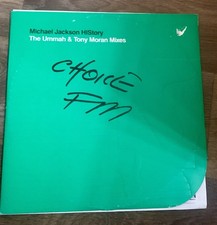 Michael Jackson HIStory
The Ummah & Tony Moran Mixes
CHOICE
FM